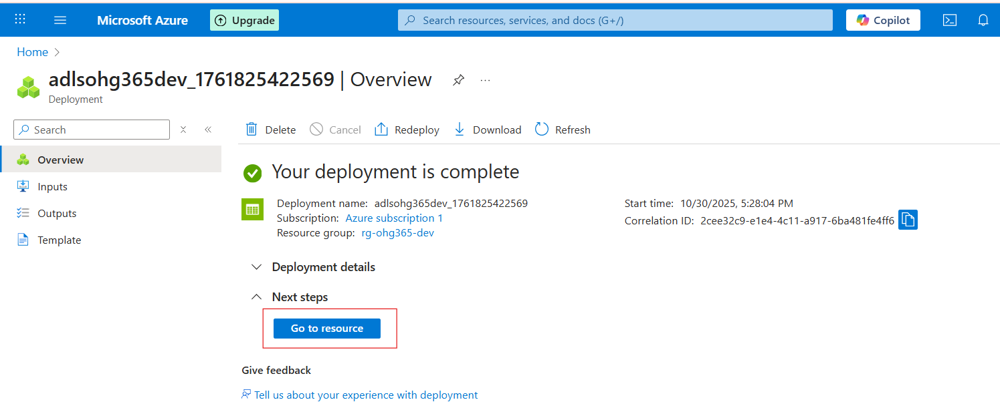 Microsoft Azure
Upgrade
Search resources, services, and docs (G+/)
Copilot
Home
adlsohg365dev_1761825422569 | Overview
Deployment
Search
Overview
Inputs
Outputs
Template
Delete
Cancel
Redeploy
Download
Refresh
Your deployment is complete
Deployment name: adlsohg365dev_1761825422569
Subscription: Azure subscription 1
Resource group: rg-ohg365-dev
Start time: 10/30/2025, 5:28:04 PM
Correlation ID: 2cee32c9-e1e4-4c11-a917-6ba481fe4ff6
Deployment details
Next steps
Go to resource
Give feedback
Tell us about your experience with deployment